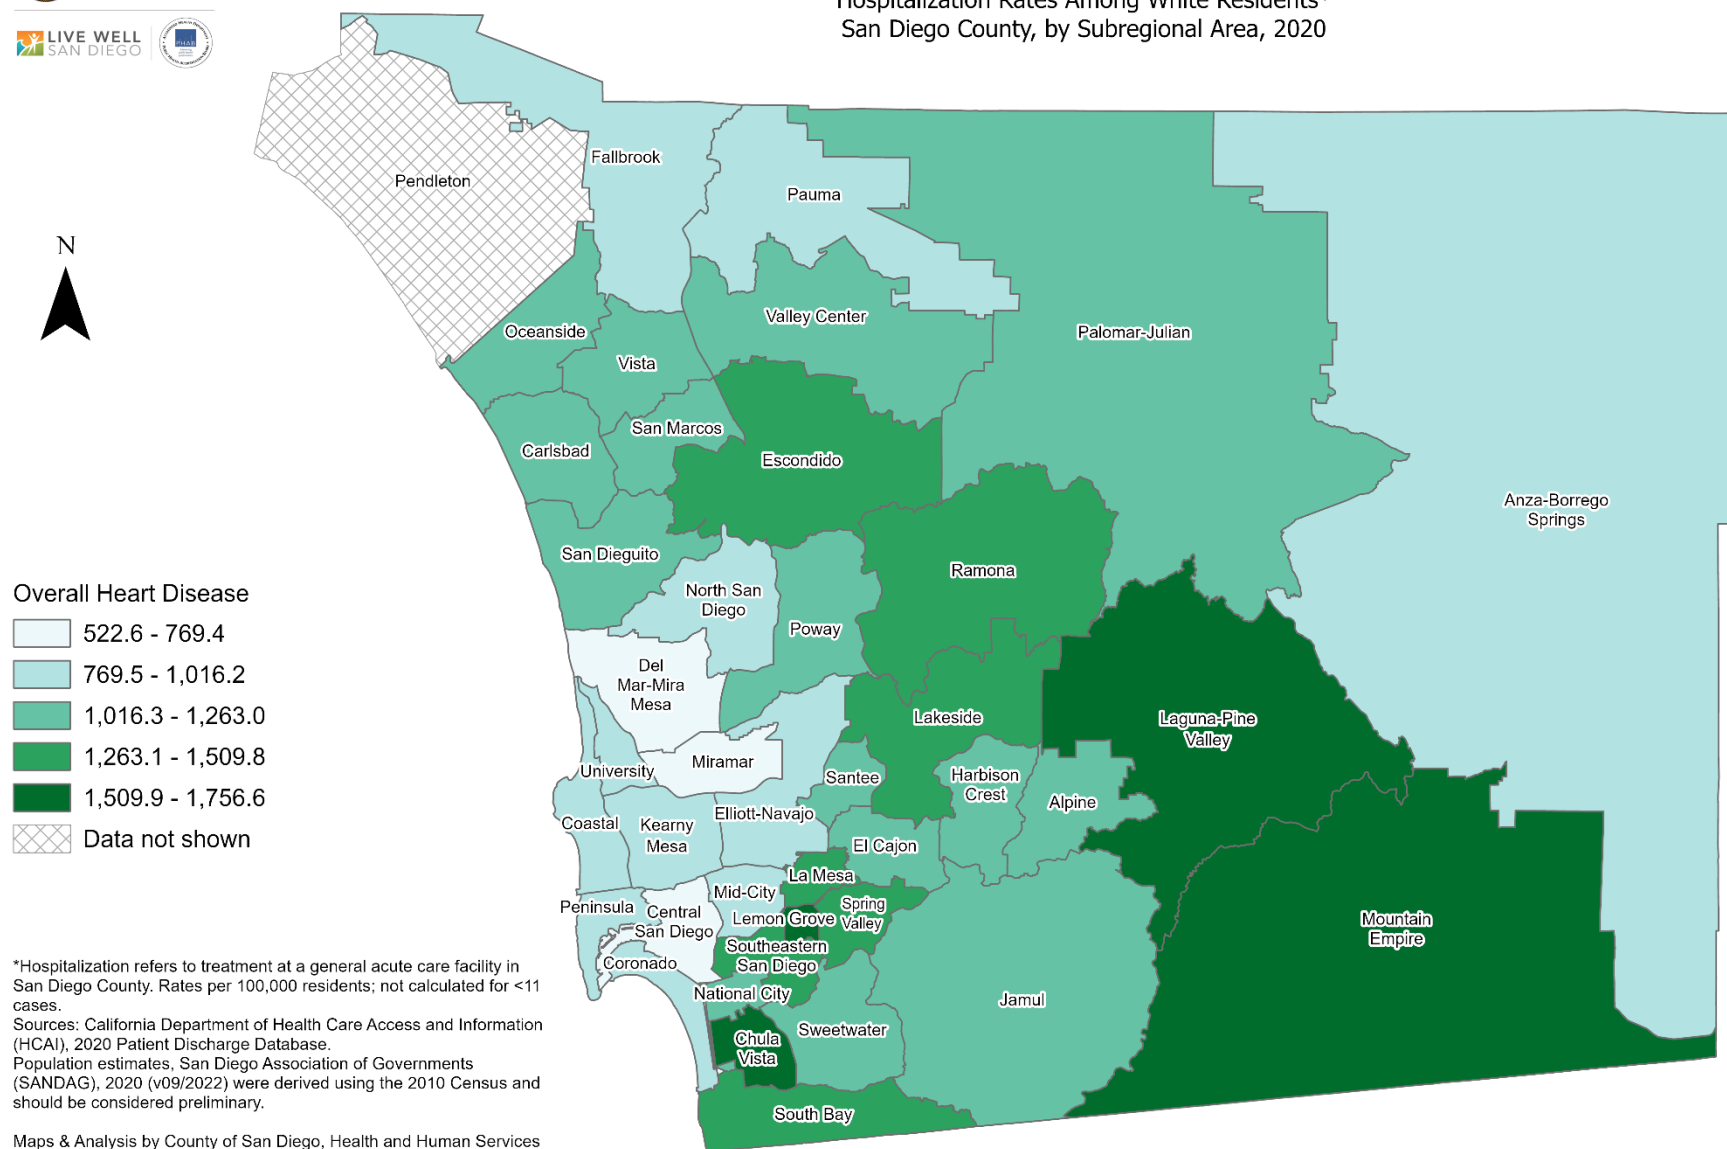 Hospitalization Rates Among White Residents*
San Diego County, by Subregional Area, 2020
LIVE WELL
SAN DIEGO
PHAB
N
Pendleton
Fallbrook
Pauma
Oceanside
Vista
Valley Center
Palomar-Julian
Carlsbad
San Marcos
Escondido
Anza-Borrego
Springs
San Dieguito
North San
Diego
Poway
Ramona
Del
Mar-Mira
Mesa
Miramar
Lakeside
Laguna-Pine
Valley
University
Santee
Harbison
Crest
Alpine
Coastal
Kearny
Mesa
Elliott-Navajo
El Cajon
La Mesa
Mid-City
Peninsula
Central
San Diego
Lemon Grove
Spring
Valley
Southeastern
San Diego
Coronado
National City
Mountain
Empire
Jamul
Chula
Vista
Sweetwater
South Bay
Overall Heart Disease
522.6 - 769.4
769.5 - 1,016.2
1,016.3 - 1,263.0
1,263.1 - 1,509.8
1,509.9 - 1,756.6
Data not shown
*Hospitalization refers to treatment at a general acute care facility in
San Diego County. Rates per 100,000 residents; not calculated for <11
cases.
Sources: California Department of Health Care Access and Information
(HCAI), 2020 Patient Discharge Database.
Population estimates, San Diego Association of Governments
(SANDAG), 2020 (v09/2022) were derived using the 2010 Census and
should be considered preliminary.
Maps & Analysis by County of San Diego, Health and Human Services